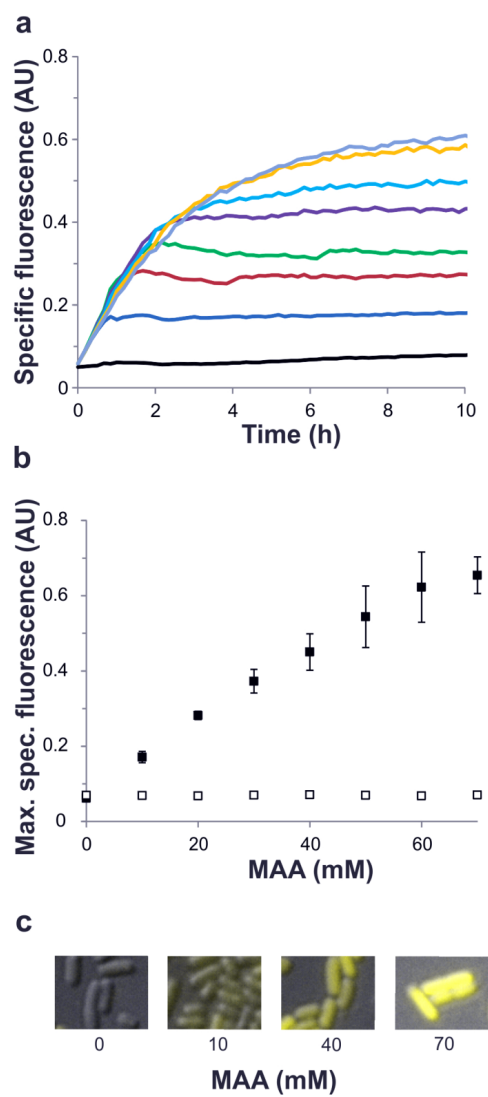 a
Specific fluorescence (AU)
0.8
0.6
0.4
0.2
0
0 2 4 6 8 10
Time (h)
b
Max. spec. fluorescence (AU)
0.8
0.6
0.4
0.2
0
0 20 40 60
MAA (mM)
c
0 10 40 70
MAA (mM)